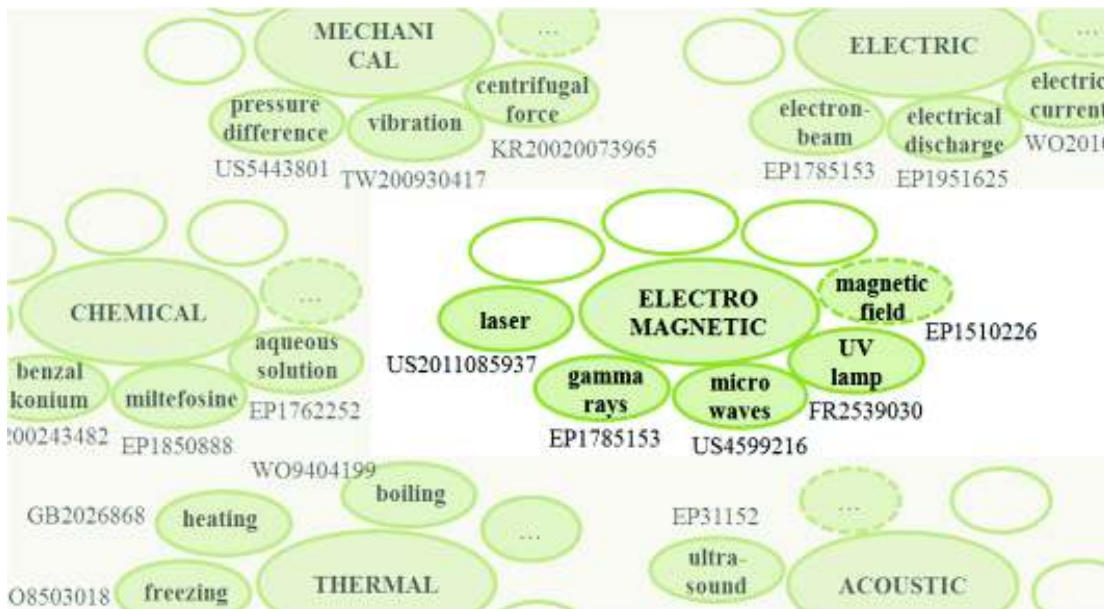 MECHANI
CAL
...
pressure
difference
vibration
centrifugal
force
US5443801
TW200930417
KR20020073965
ELECTRIC
...
electron-
beam
electrical
discharge
electric
current
EP1785153
EP1951625
WO2010
CHEMICAL
...
benzal
konium
miltefosine
aqueous
solution
200243482
EP1850888
EP1762252
ELECTRO
MAGNETIC
laser
gamma
rays
micro
waves
UV
lamp
magnetic
field
US2011085937
EP1785153
US4599216
FR2539030
EP1510226
WO9404199
boiling
GB2026868
heating
...
O8503018
freezing
THERMAL
EP31152
ultra-
sound
...
ACOUSTIC